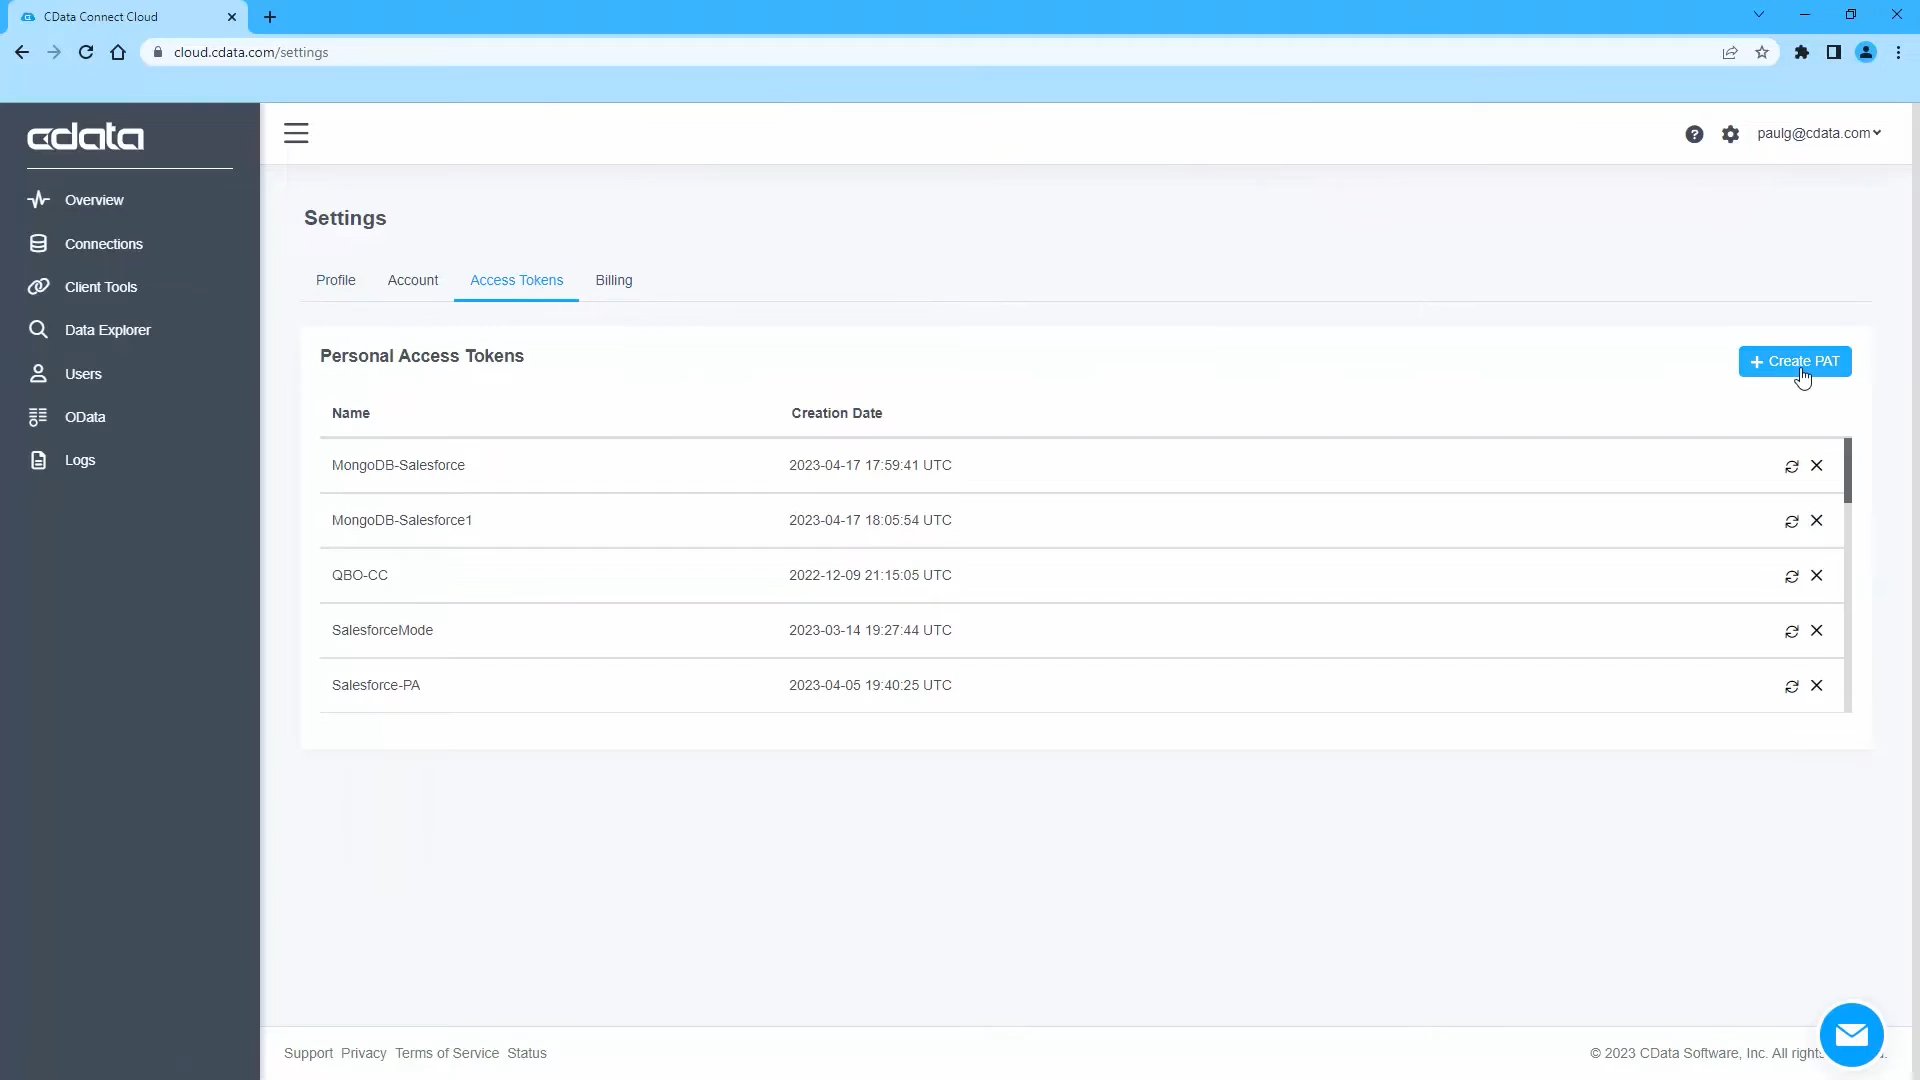 CData Connect Cloud
cloud.cdata.com/settings
cdata
paulg@cdata.com
Overview
Connections
Client Tools
Data Explorer
Users
OData
Logs
Settings
Profile Account Access Tokens Billing
Personal Access Tokens
+ Create PAT
Name Creation Date
MongoDB-Salesforce 2023-04-17 17:59:41 UTC
MongoDB-Salesforce1 2023-04-17 18:05:54 UTC
QBO-CC 2022-12-09 21:15:05 UTC
SalesforceMode 2023-03-14 19:27:44 UTC
Salesforce-PA 2023-04-05 19:40:25 UTC
Support Privacy Terms of Service Status
© 2023 CData Software, Inc. All rights